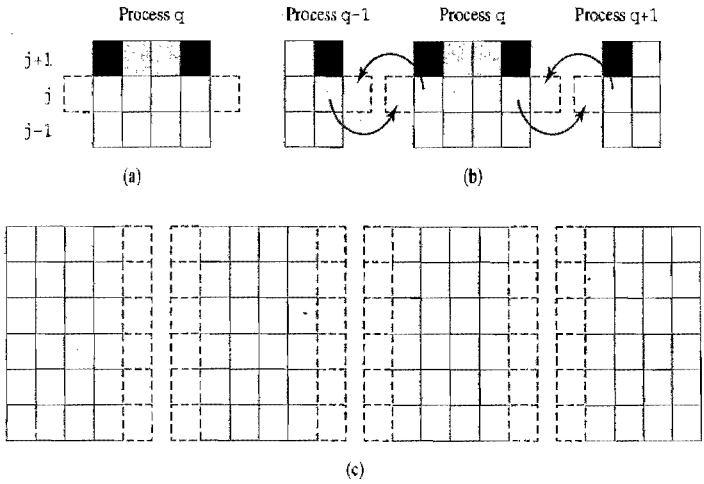 Process q
Process q-1
Process q
Process q+1
j+1
j
j-1
(a)
(b)
(c)